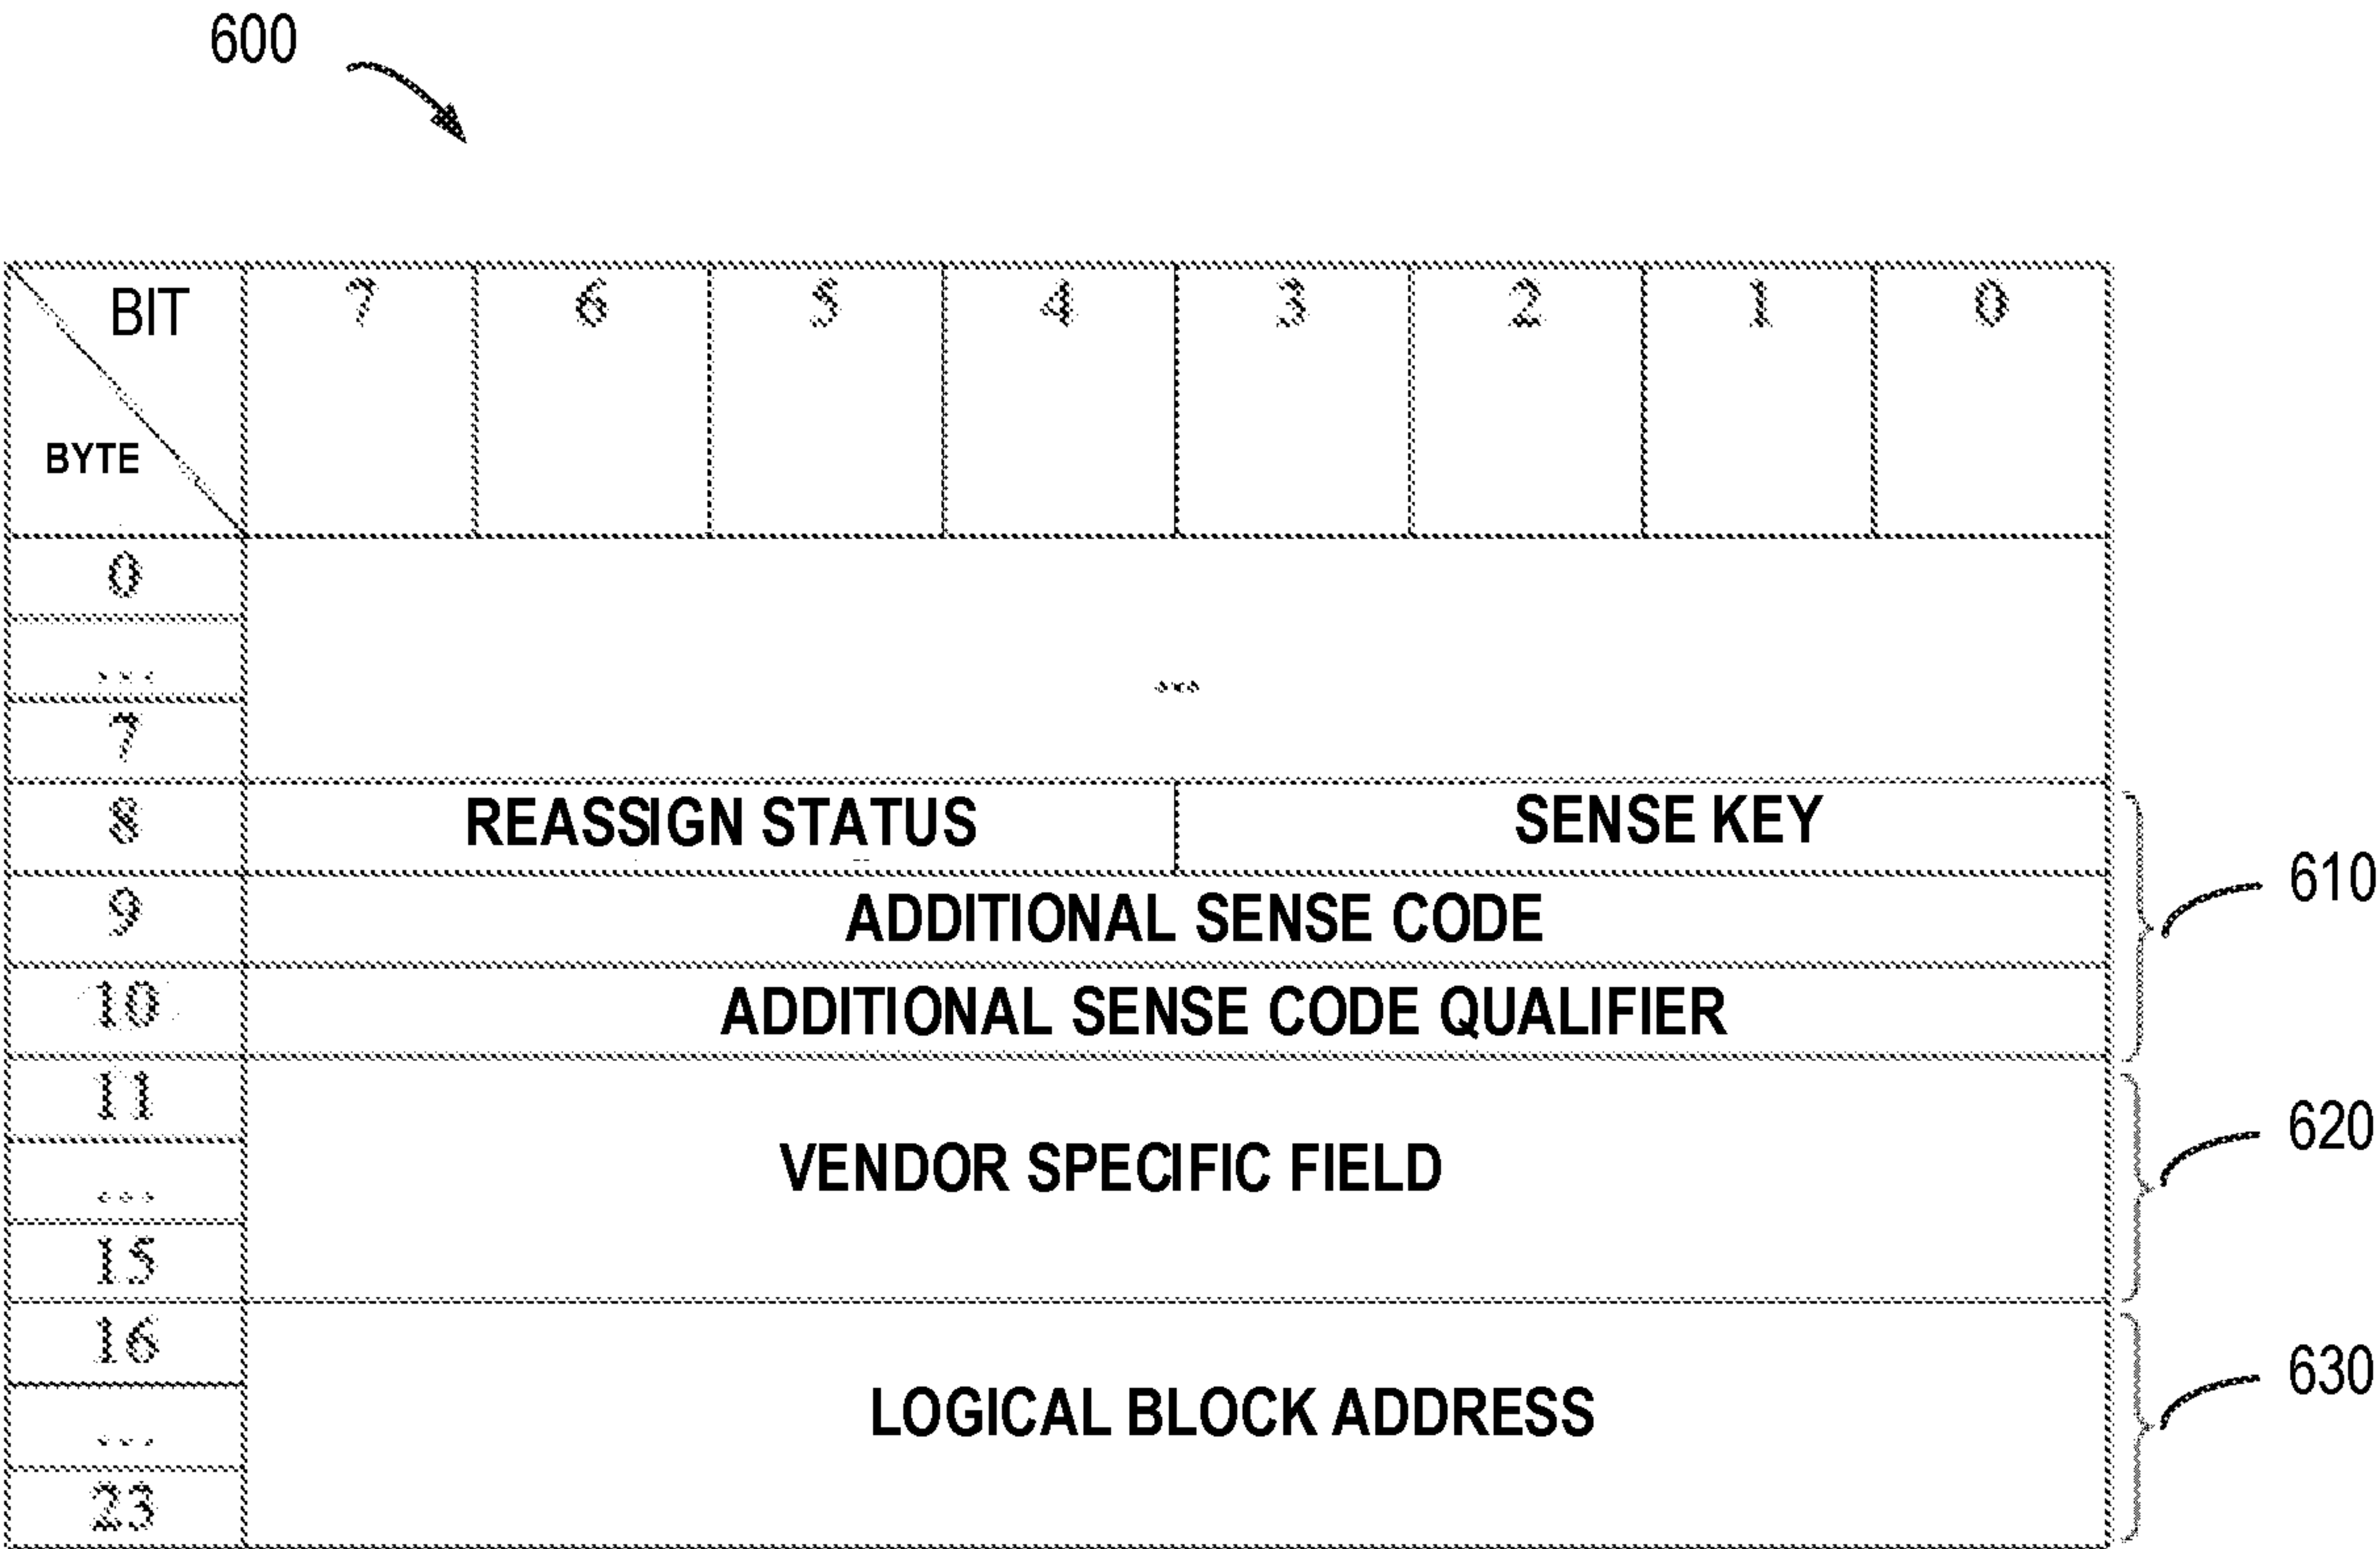 600
BIT 7 6 5 4 3 2 1 0
BYTE
0
...
...
7
8 REASSIGN STATUS SENSE KEY
610
9 ADDITIONAL SENSE CODE
10 ADDITIONAL SENSE CODE QUALIFIER
11
620
VENDOR SPECIFIC FIELD
...
15
16
630
LOGICAL BLOCK ADDRESS
...
23